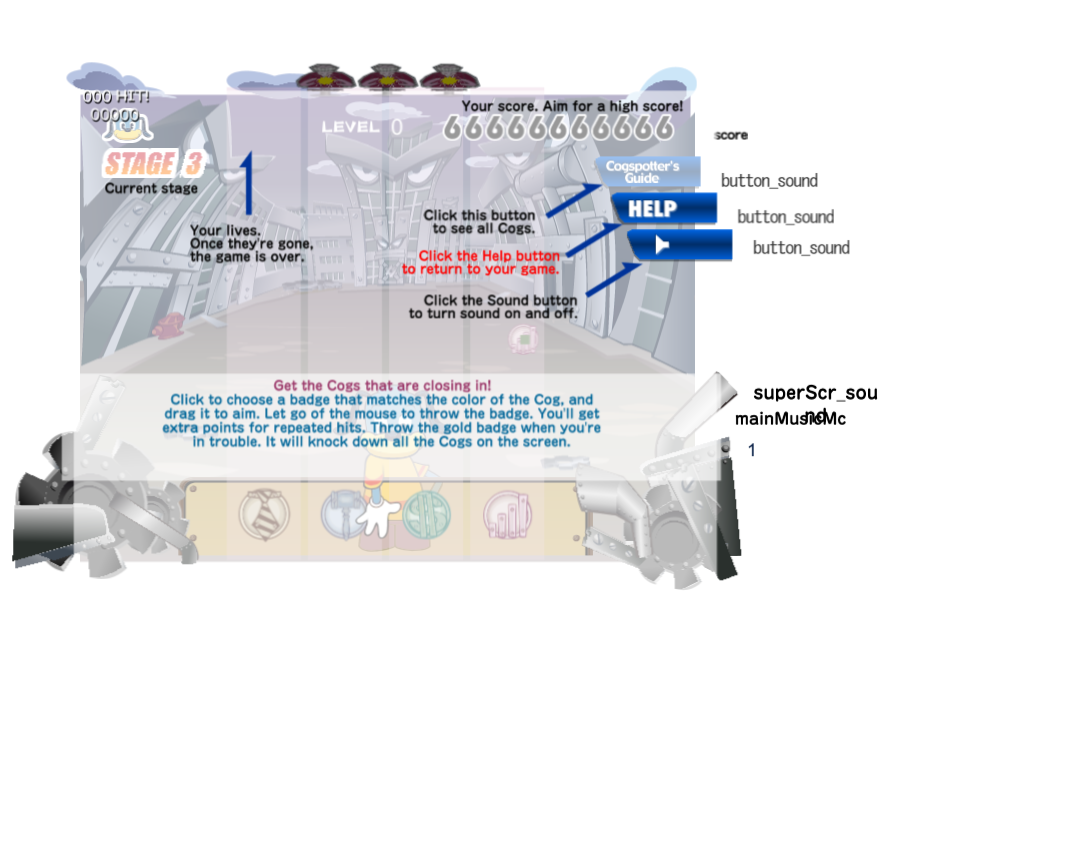 000 HIT!
00000
Your score. Aim for a high score!
LEVEL 0
66666666666
score
STAGE 3
Current stage
Cogspotter's
Guide
button_sound
HELP
button_sound
Click this button
to see all Cogs.
Your lives.
Once they're gone,
the game is over.
button_sound
Click the Help button
to return to your game.
Click the Sound button
to turn sound on and off.
Get the Cogs that are closing in!
Click to choose a badge that matches the color of the Cog, and
drag it to aim. Let go of the mouse to throw the badge. You'll get
extra points for repeated hits. Throw the gold badge when you're
in trouble. It will knock down all the Cogs on the screen.
superScr_sou
nd
mainMusicMc
1